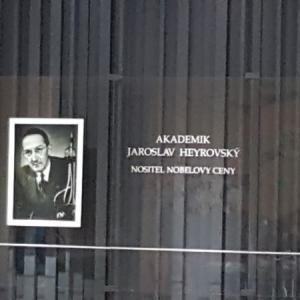 AKADEMIK
JAROSLAV HEYROVSKÝ
NOSITEL NOBELOVY CENY